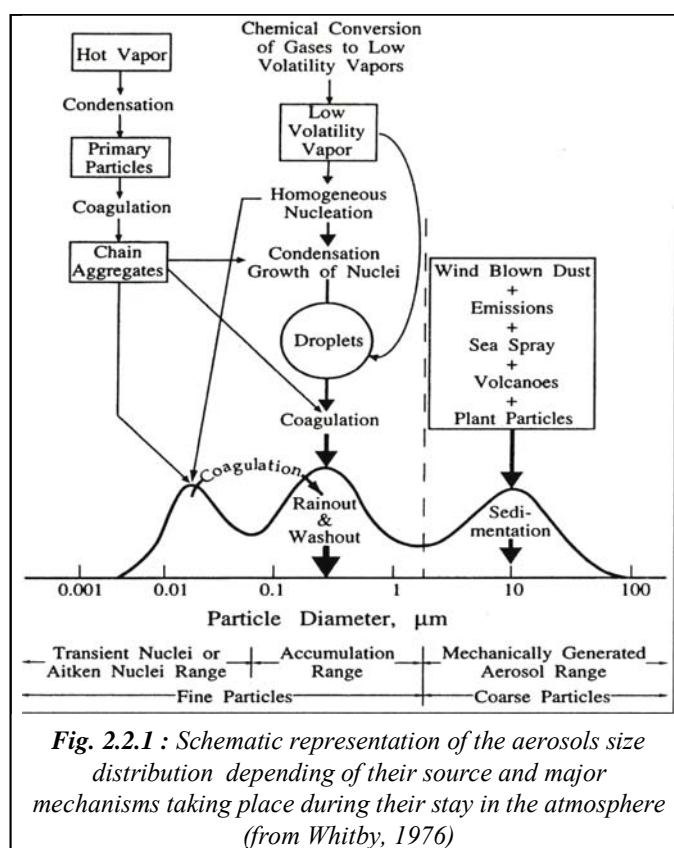 Hot Vapor
Condensation
Primary
Particles
Coagulation
Chain
Aggregates
Chemical Conversion
of Gases to Low
Volatility Vapors
Low
Volatility
Vapor
Homogeneous
Nucleation
Condensation
Growth of Nuclei
Droplets
Coagulation
Wind Blown Dust
+
Emissions
+
Sea Spray
+
Volcanoes
+
Plant Particles
Coagulation
Rainout
&
Washout
Sedi-
mentation
0.001 0.01 0.1 1 10 100
Particle Diameter, μm
Transient Nuclei or
Aitken Nuclei Range
Accumulation
Range
Mechanically Generated
Aerosol Range
Fine Particles
Coarse Particles
Fig. 2.2.1 : Schematic representation of the aerosols size
distribution depending of their source and major
mechanisms taking place during their stay in the atmosphere
(from Whitby, 1976)